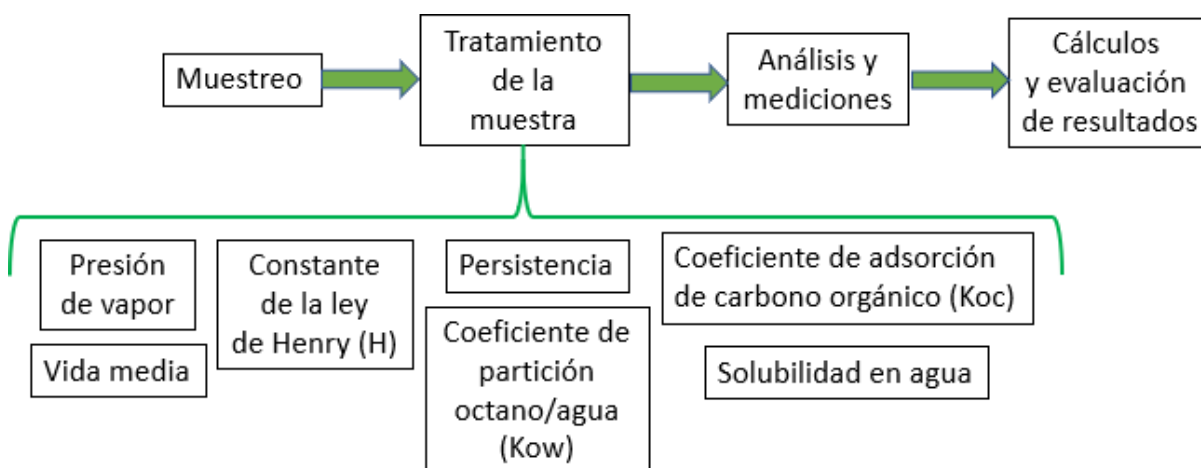 Muestreo
Tratamiento
de la
muestra
Análisis y
mediciones
Cálculos
y evaluación
de resultados
Presión
de vapor
Vida media
Constante
de la ley
de Henry (H)
Persistencia
Coeficiente de
partición
octano/agua
(Kow)
Coeficiente de adsorción
de carbono orgánico (Koc)
Solubilidad en agua